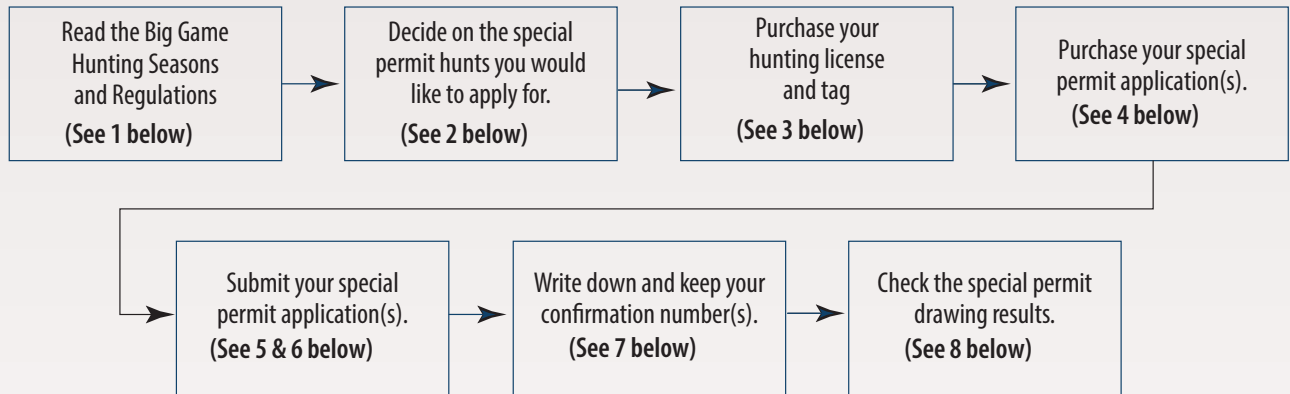 Read the Big Game
Hunting Seasons
and Regulations
(See 1 below)
Decide on the special
permit hunts you would
like to apply for.
(See 2 below)
Purchase your
hunting license
and tag
(See 3 below)
Purchase your special
permit application(s).
(See 4 below)
Submit your special
permit application(s).
(See 5 & 6 below)
Write down and keep your
confirmation number(s).
(See 7 below)
Check the special permit
drawing results.
(See 8 below)